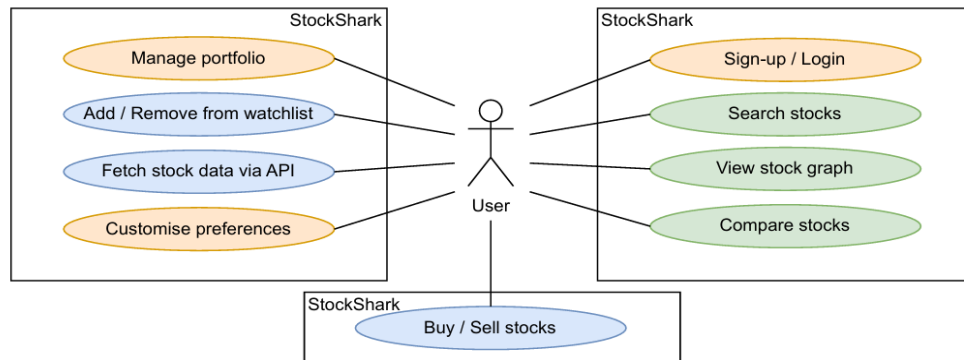 StockShark
Manage portfolio
Add / Remove from watchlist
Fetch stock data via API
Customise preferences
User
StockShark
Sign-up / Login
Search stocks
View stock graph
Compare stocks
StockShark
Buy / Sell stocks